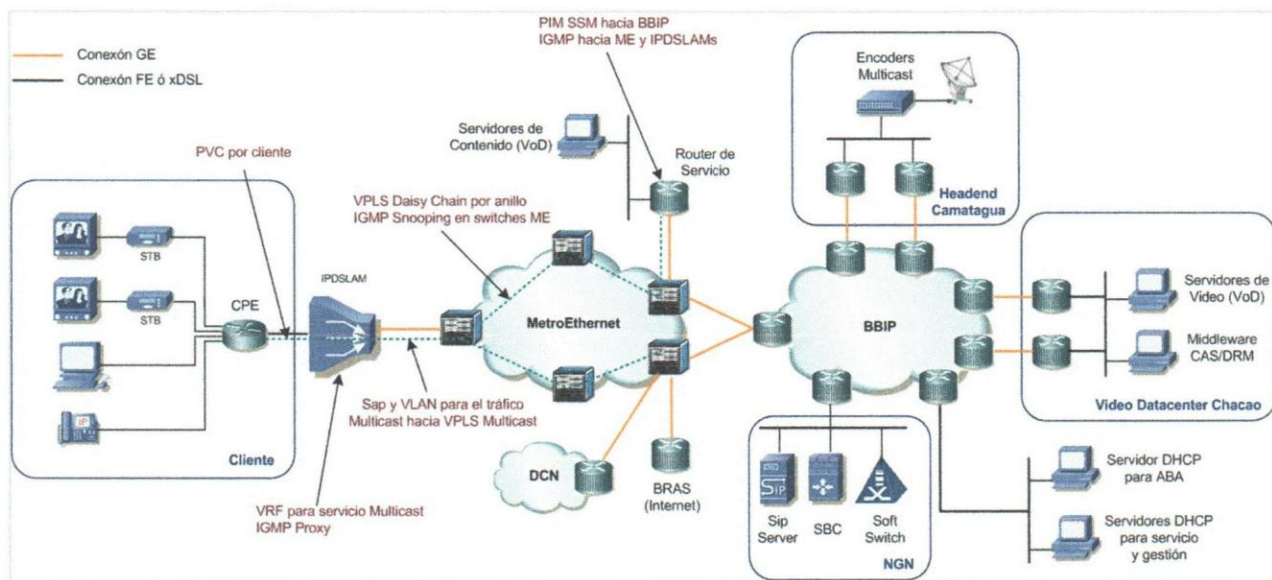 PIM SSM hacia BBIP
IGMP hacia ME y IPDSLAMs
Conexón GE
Conexón FE ó xDSL
Encoders
Multicast
Servidores de
Contenido (VoD)
Router de
Servicio
PVC por cliente
Headend
Camatagua
VPLS Daisy Chain por anillo
IGMP Snooping en switches ME
STB
STB
CPE
IPDSLAM
MetroEthernet
BBIP
Servidores de
Video (VoD)
Middleware
CAS/DRM
Video Datacenter Chacao
Sap y VLAN para el tráfico
Multicast hacia VPLS Multicast
IP
Cliente
DCN
BRAS
(Internet)
VRF para servicio Multicast
IGMP Proxy
SIP
Sip
Server
SBC
Soft
Switch
NGN
Servidor DHCP
para ABA
Servidores DHCP
para servicio
y gestión